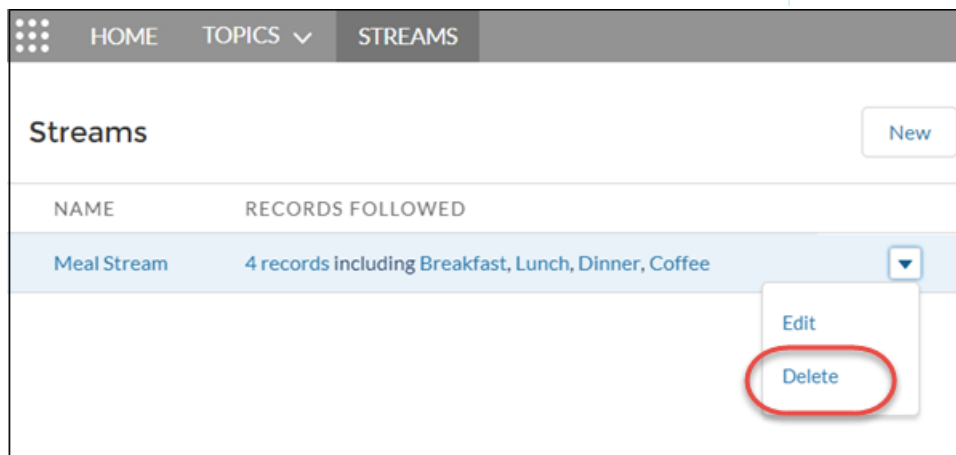 HOME TOPICS STREAMS
Streams
New
NAME RECORDS FOLLOWED
Meal Stream 4 records including Breakfast, Lunch, Dinner, Coffee
Edit
Delete